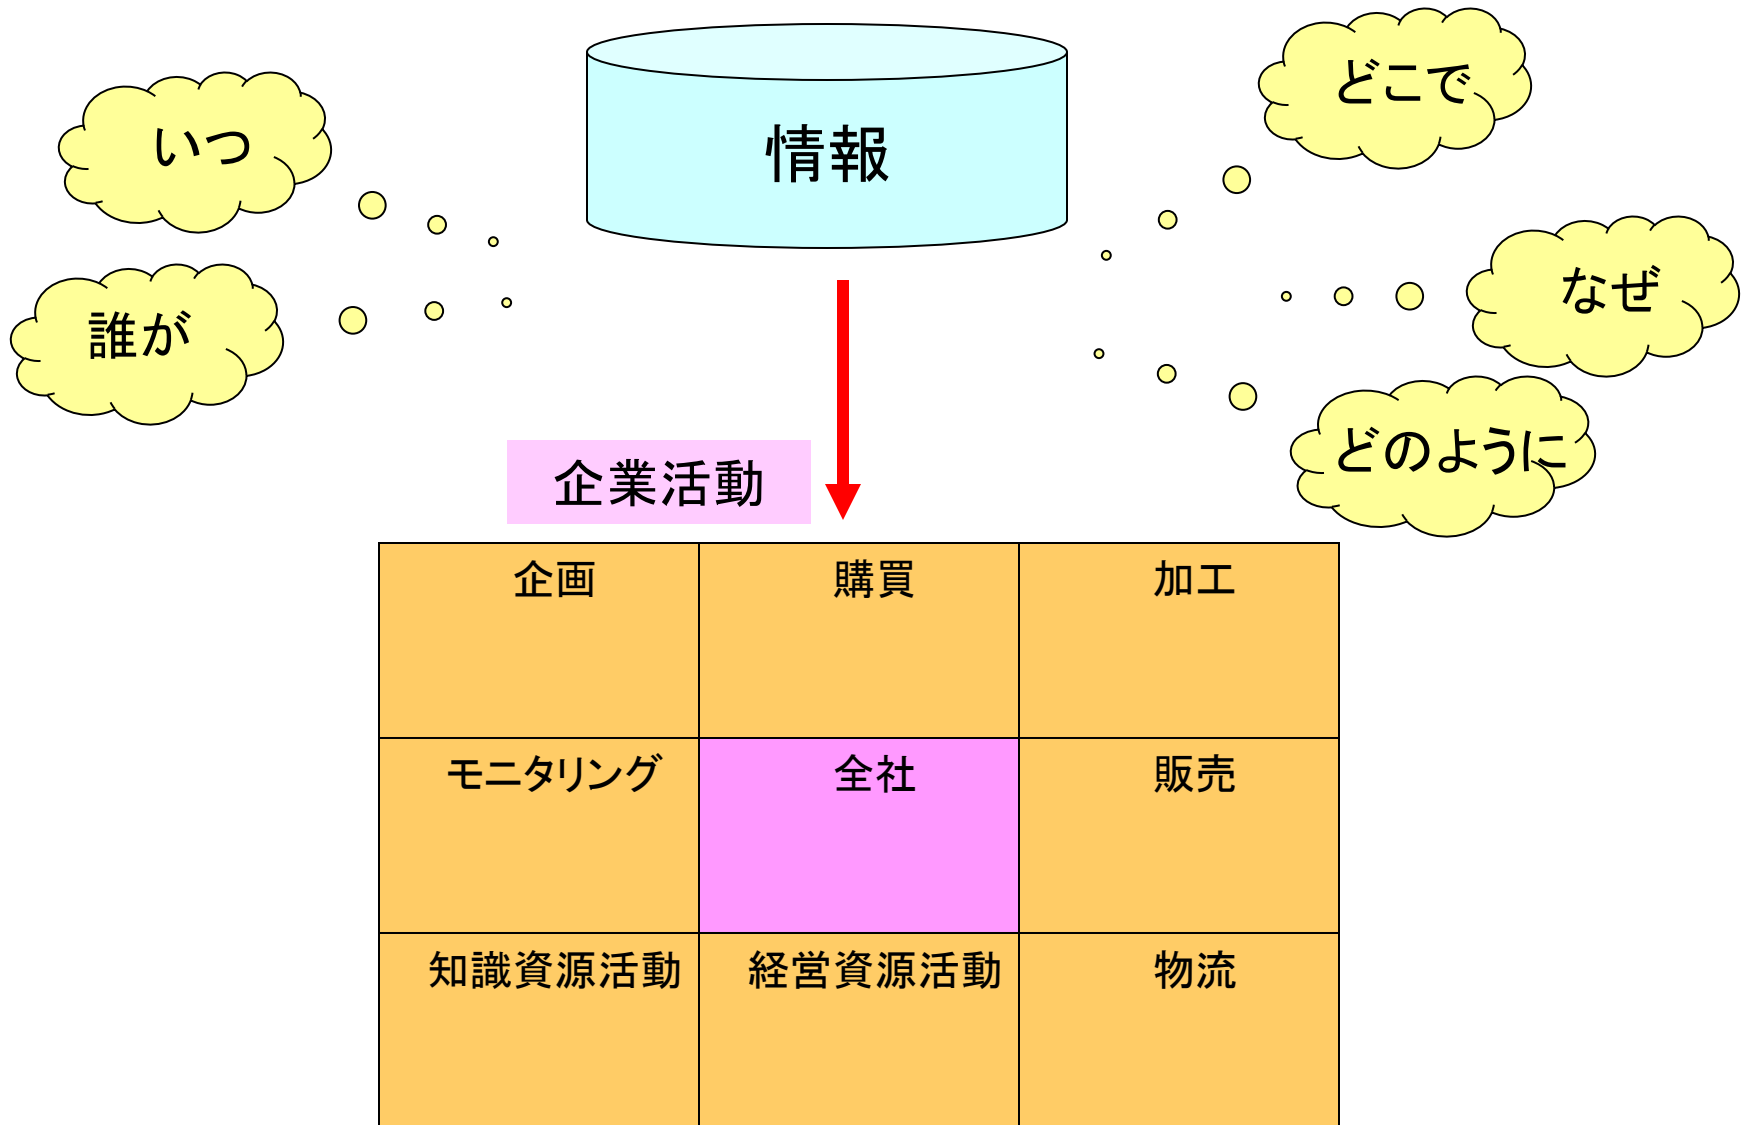 情報
いつ
誰が
どこで
なぜ
どのように
企業活動
企画
購買
加工
モニタリング
全社
販売
知識資源活動
経営資源活動
物流